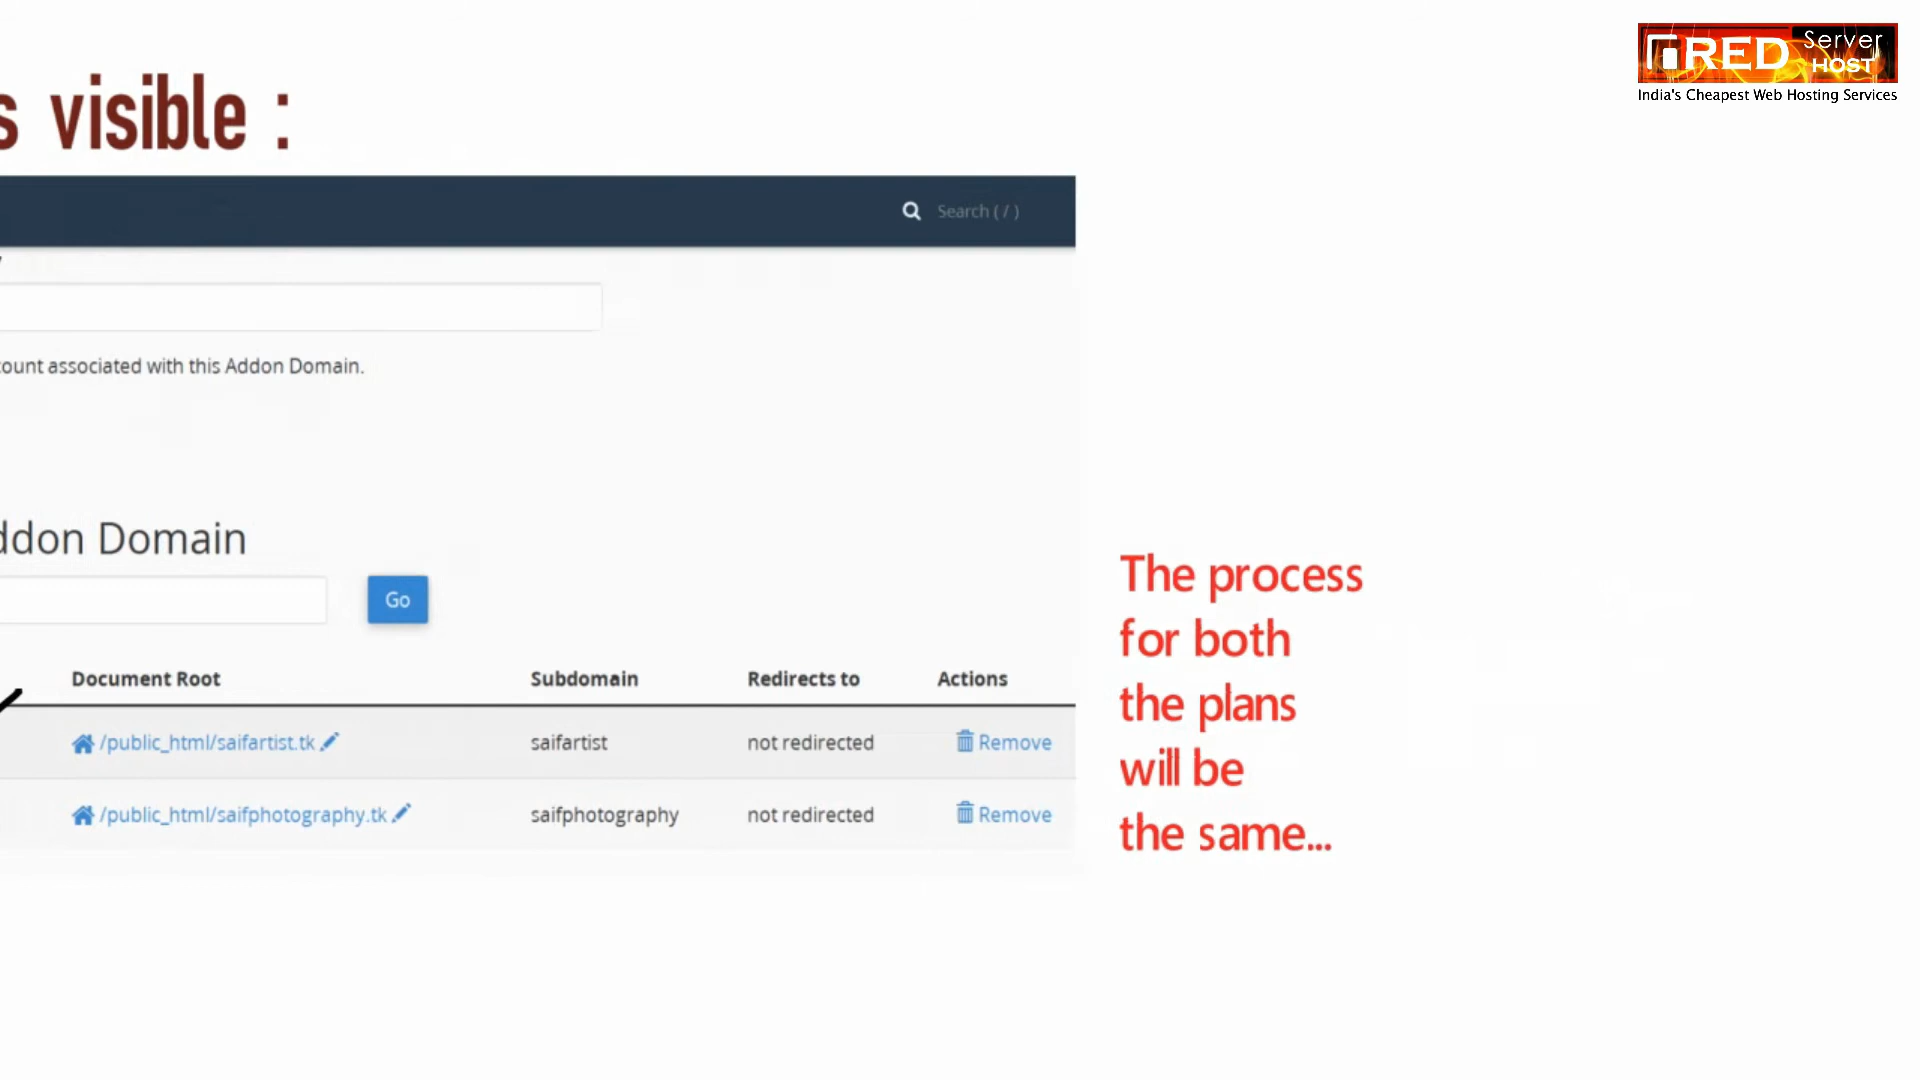 RED Server
HOST
India's Cheapest Web Hosting Services
s visible :
Search ( / )
ount associated with this Addon Domain.
ddon Domain
Go
Document Root Subdomain Redirects to Actions
/public_html/saifartist.tk saifartist not redirected Remove
/public_html/saifphotography.tk saifphotography not redirected Remove
The process
for both
the plans
will be
the same...